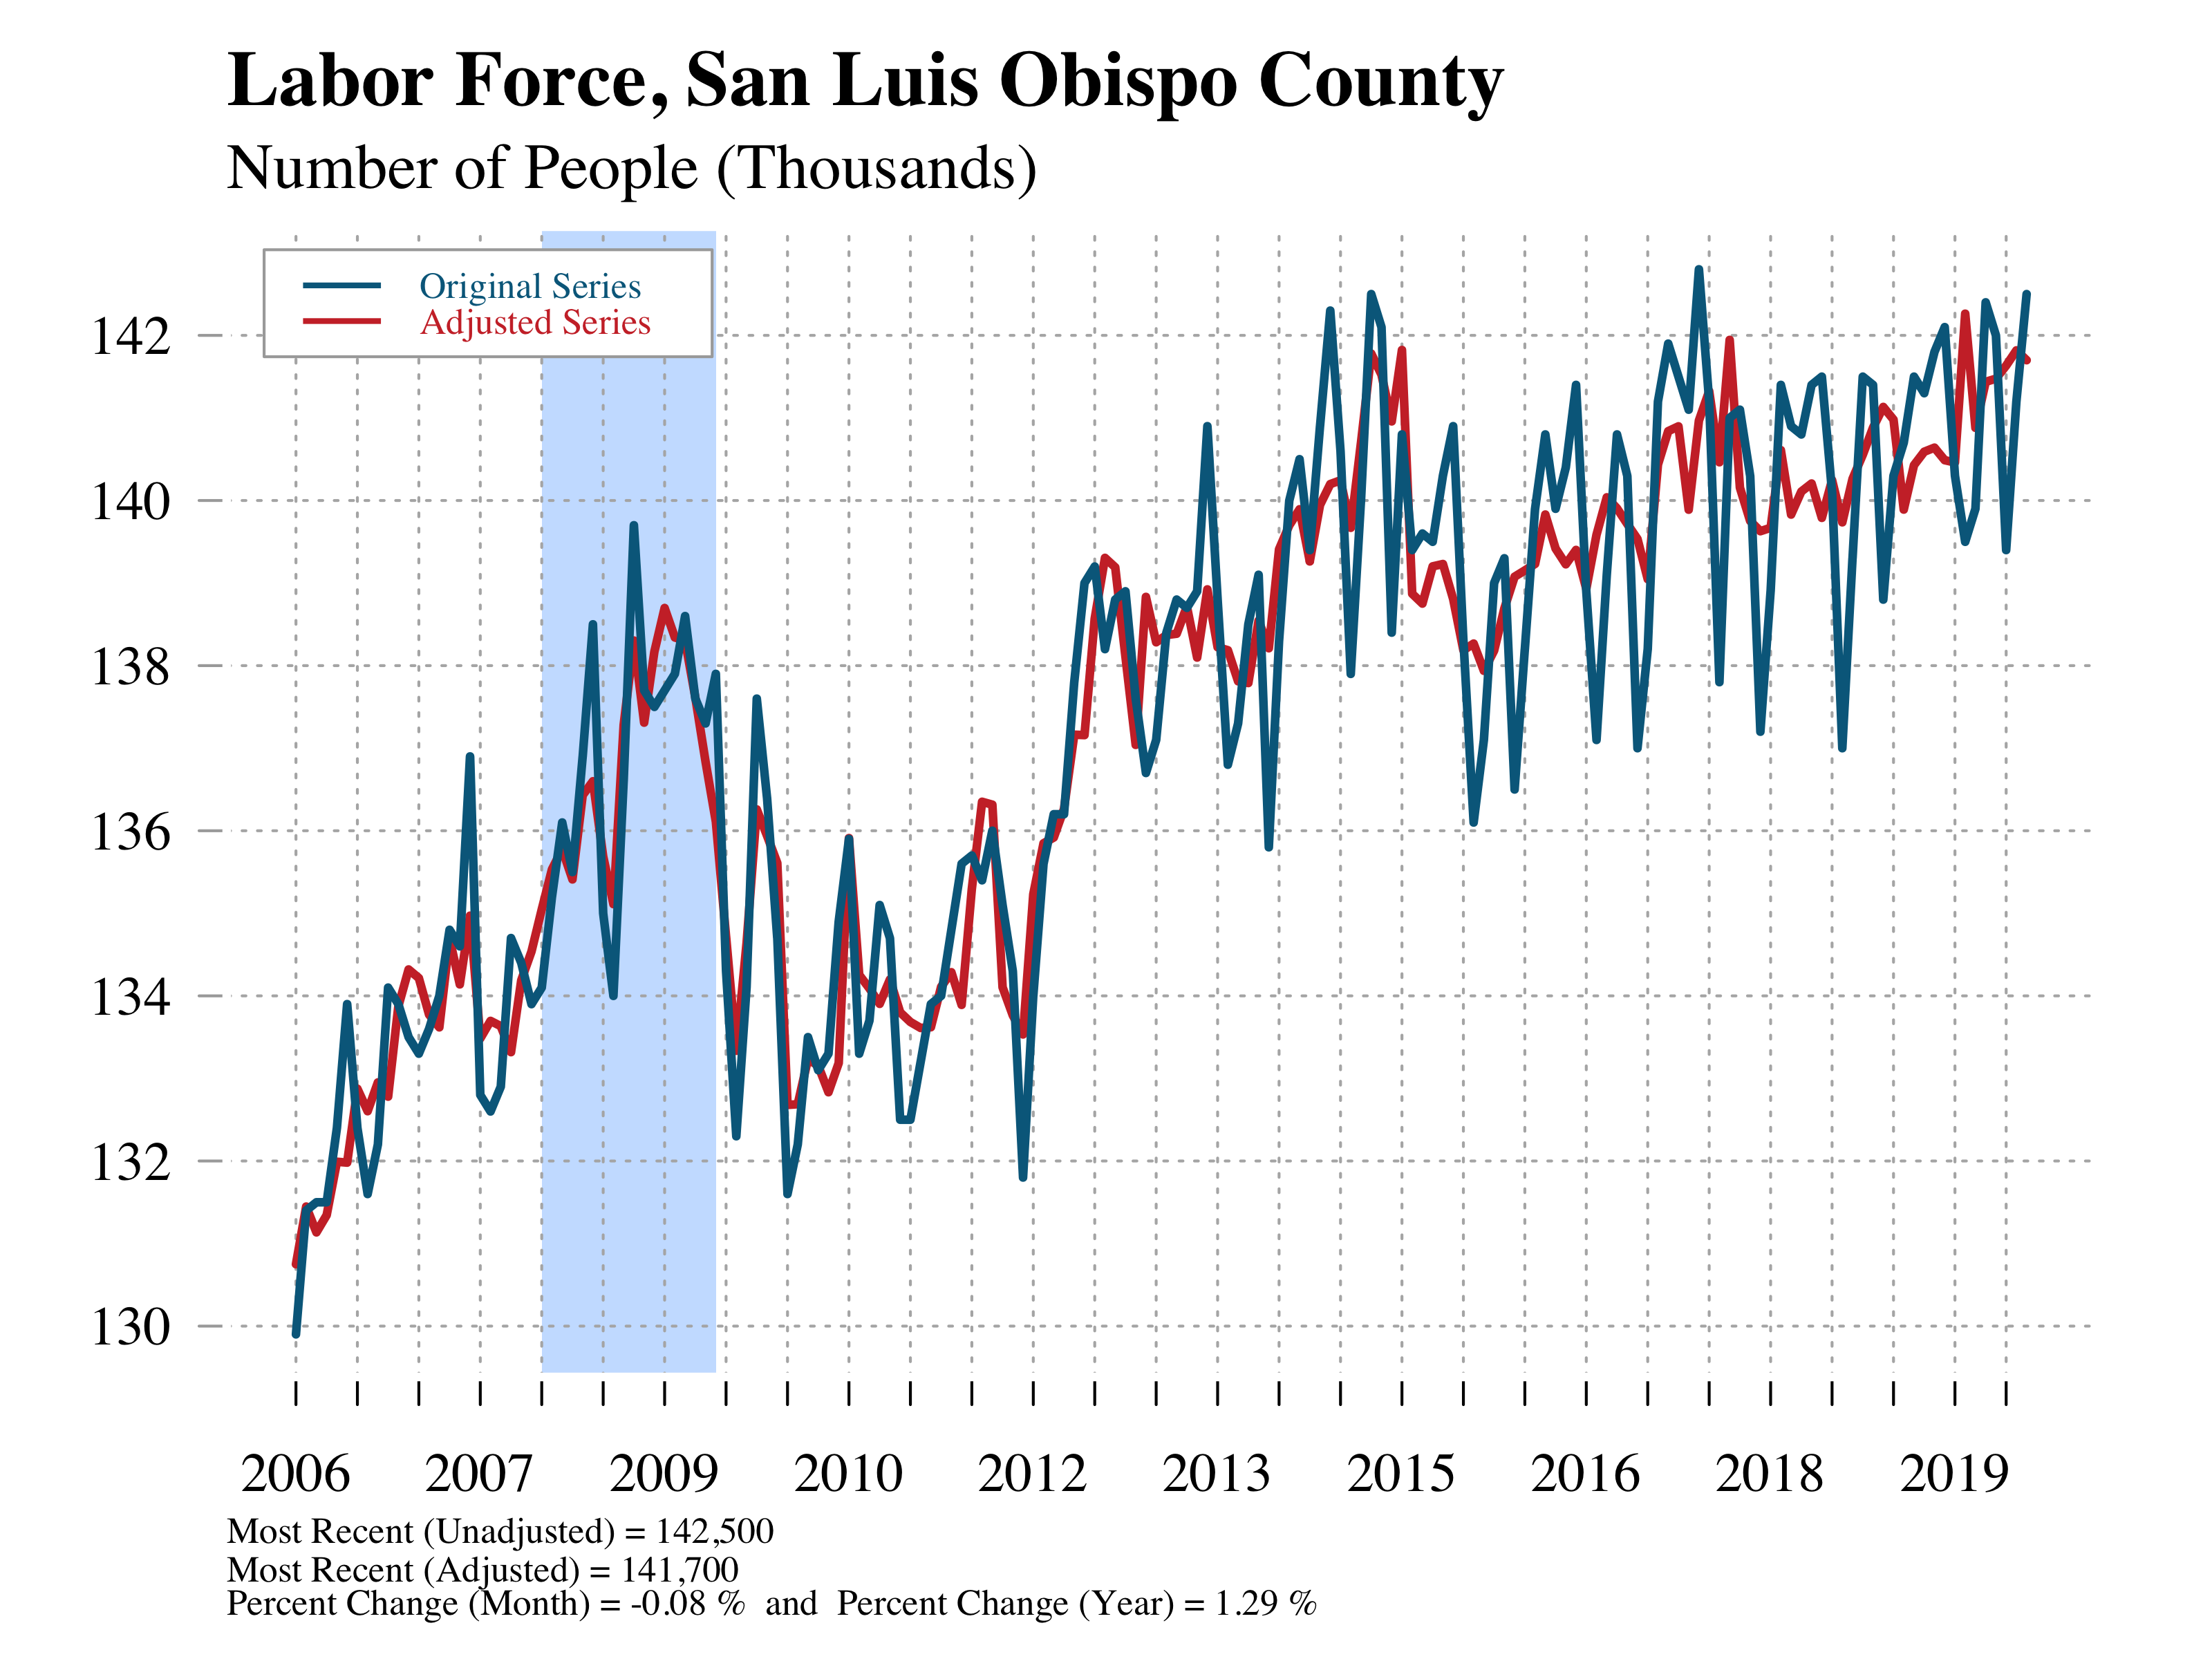 Labor Force, San Luis Obispo County
Number of People (Thousands)
Original Series
Adjusted Series
142
140
138
136
134
132
130
2006 2007 2009 2010 2012 2013 2015 2016 2018 2019
Most Recent (Unadjusted) = 142,500
Most Recent (Adjusted) = 141,700
Percent Change (Month) = -0.08 % and Percent Change (Year) = 1.29 %